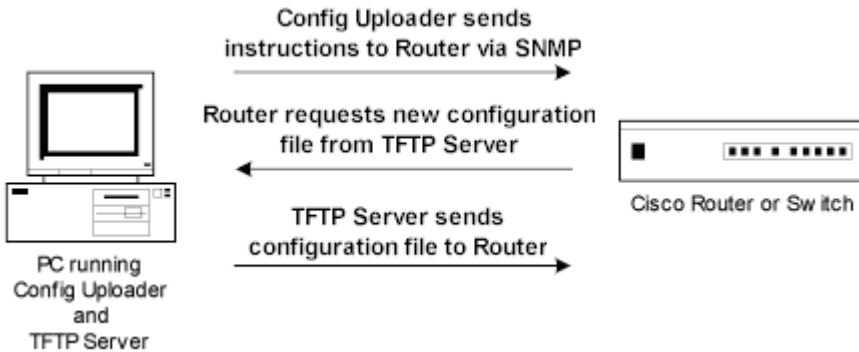 Config Uploader sends
instructions to Router via SNMP
Router requests new configuration
file from TFTP Server
TFTP Server sends
configuration file to Router
PC running
Config Uploader
and
TFTP Server
Cisco Router or Switch